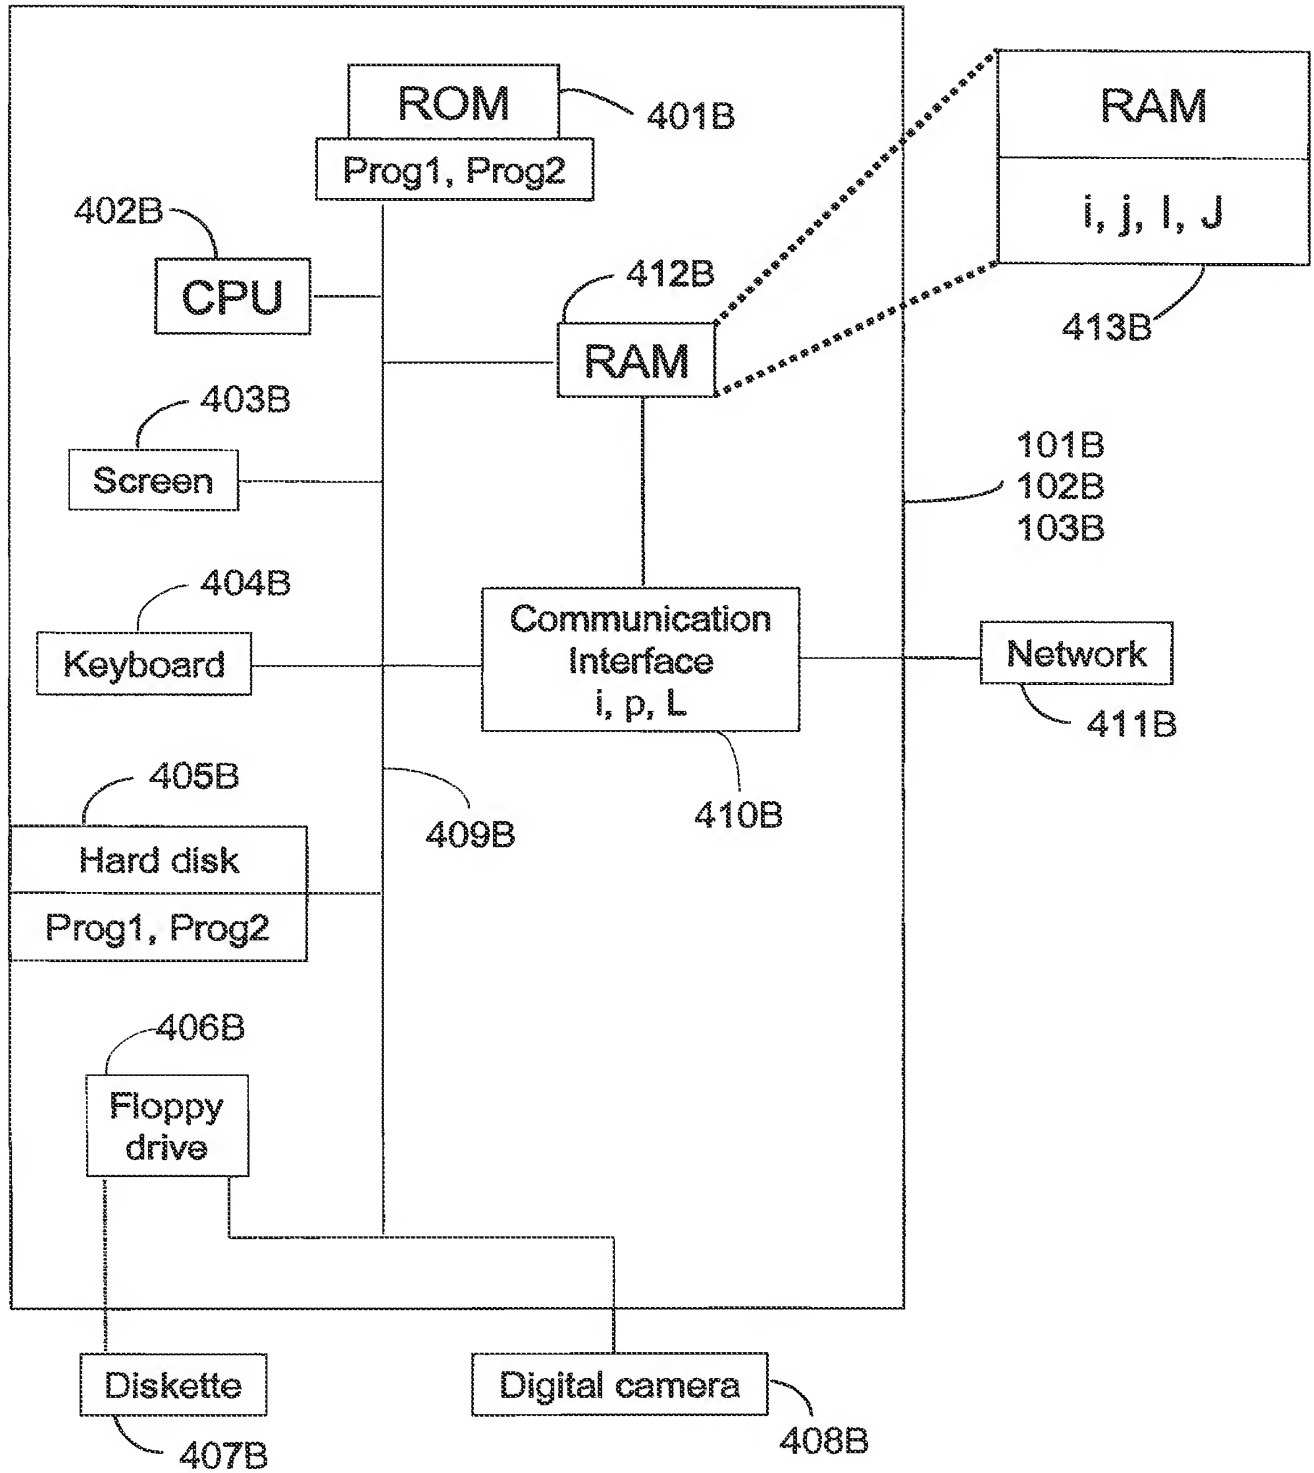 ROM
401B
Prog1, Prog2
RAM
i, j, I, J
413B
402B
CPU
412B
RAM
403B
Screen
101B
102B
103B
404B
Keyboard
Communication
Interface
i, p, L
410B
Network
411B
405B
Hard disk
Prog1, Prog2
409B
406B
Floppy
drive
Diskette
407B
Digital camera
408B